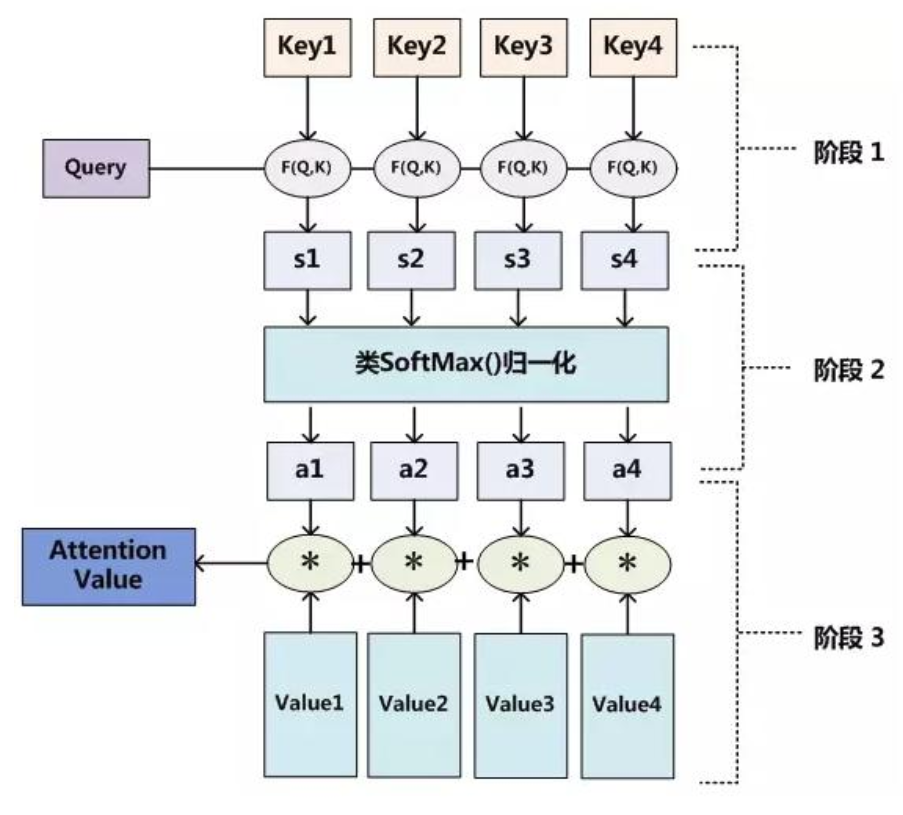 Key1 Key2 Key3 Key4
阶段 1
Query F(Q,K) F(Q,K) F(Q,K) F(Q,K)
s1 s2 s3 s4
类SoftMax()归一化
阶段 2
a1 a2 a3 a4
Attention
Value
* + * + * + *
阶段 3
Value1 Value2 Value3 Value4